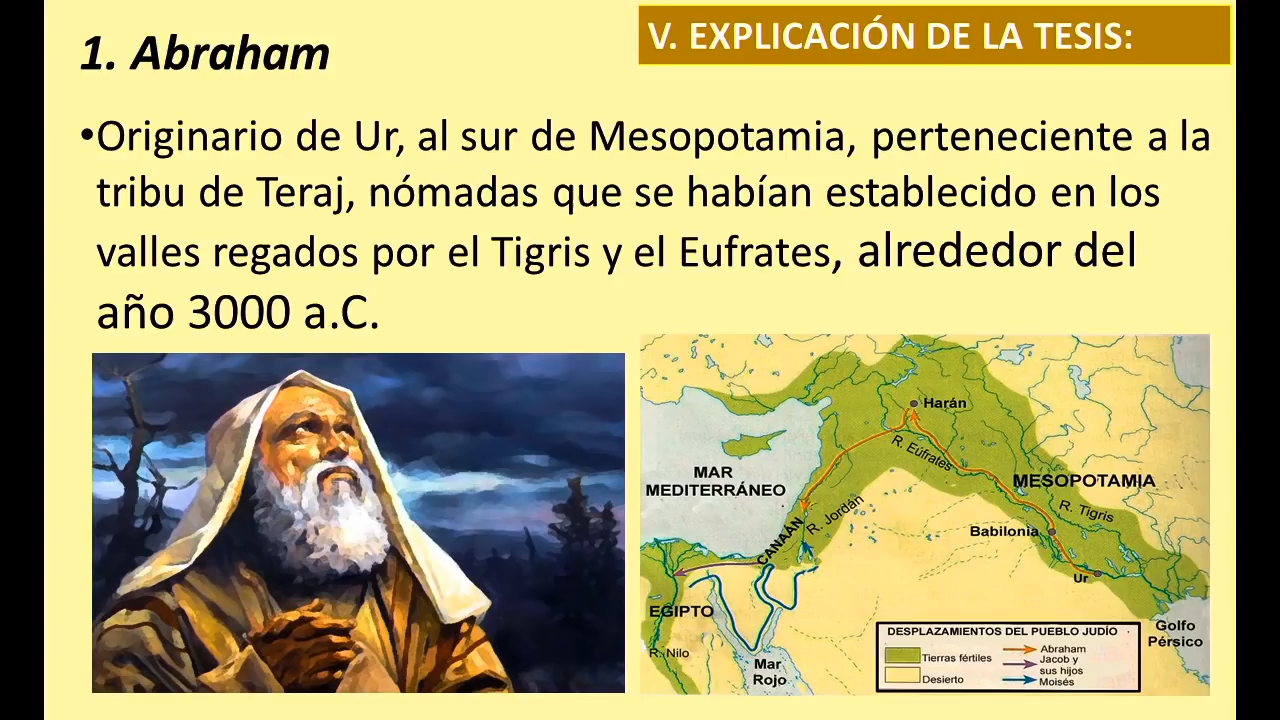 1. Abraham
V. EXPLICACIÓN DE LA TESIS:
•Originario de Ur, al sur de Mesopotamia, perteneciente a la
tribu de Teraj, nómadas que se habían establecido en los
valles regados por el Tigris y el Eufrates, alrededor del
año 3000 a.C.
Harán
R. Eúfrates
MAR
MEDITERRÁNEO
MESOPOTAMIA
R. Tigris
R. Jordán
CANAÁN
Babilonia
Ur
EGIPTO
R. Nilo
Mar
Rojo
Golfo
Pérsico
DESPLAZAMIENTOS DEL PUEBLO JUDÍO
Tierras fértiles
Desierto
Abraham
Jacob y
sus hijos
Moisés